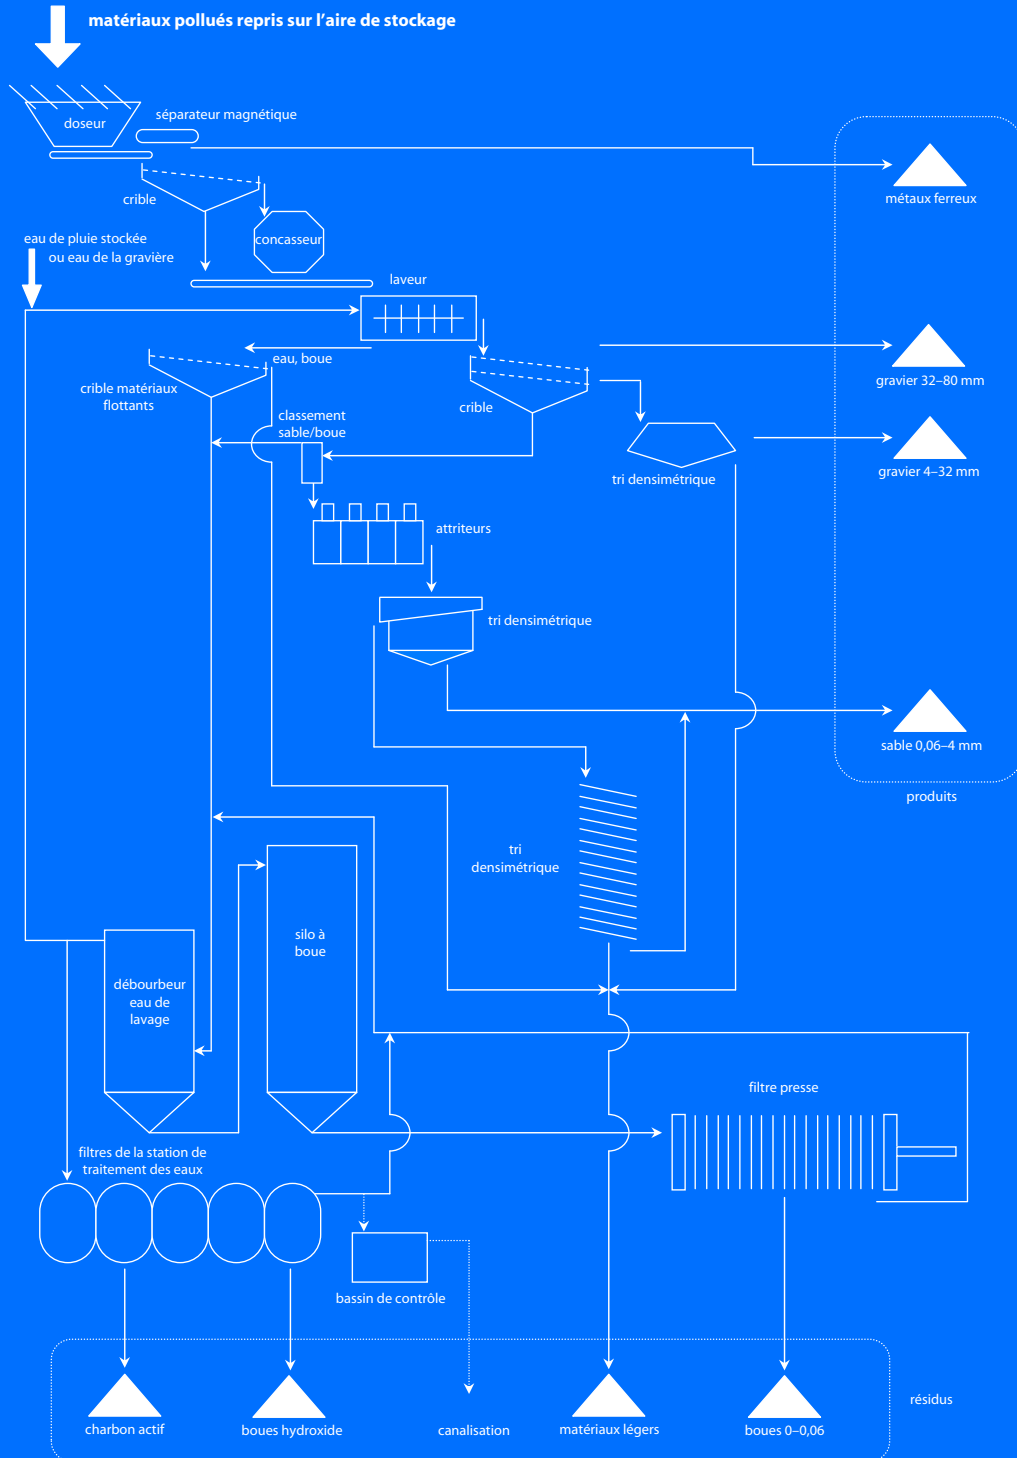 matériaux pollués repris sur l’aire de stockage
doseur
séparateur magnétique
crible
concasseur
métaux ferreux
eau de pluie stockée
ou eau de la gravière
laveur
eau, boue
crible matériaux
flottants
crible
gravier 32–80 mm
classement
sable/boue
tri densimétrique
gravier 4–32 mm
attriteurs
tri densimétrique
sable 0,06–4 mm
produits
tri
densimétrique
silo à
boue
débourbeur
eau de
lavage
filtre presse
filtres de la station de
traitement des eaux
bassin de contrôle
résidus
charbon actif
boues hydroxide
canalisation
matériaux légers
boues 0–0,06